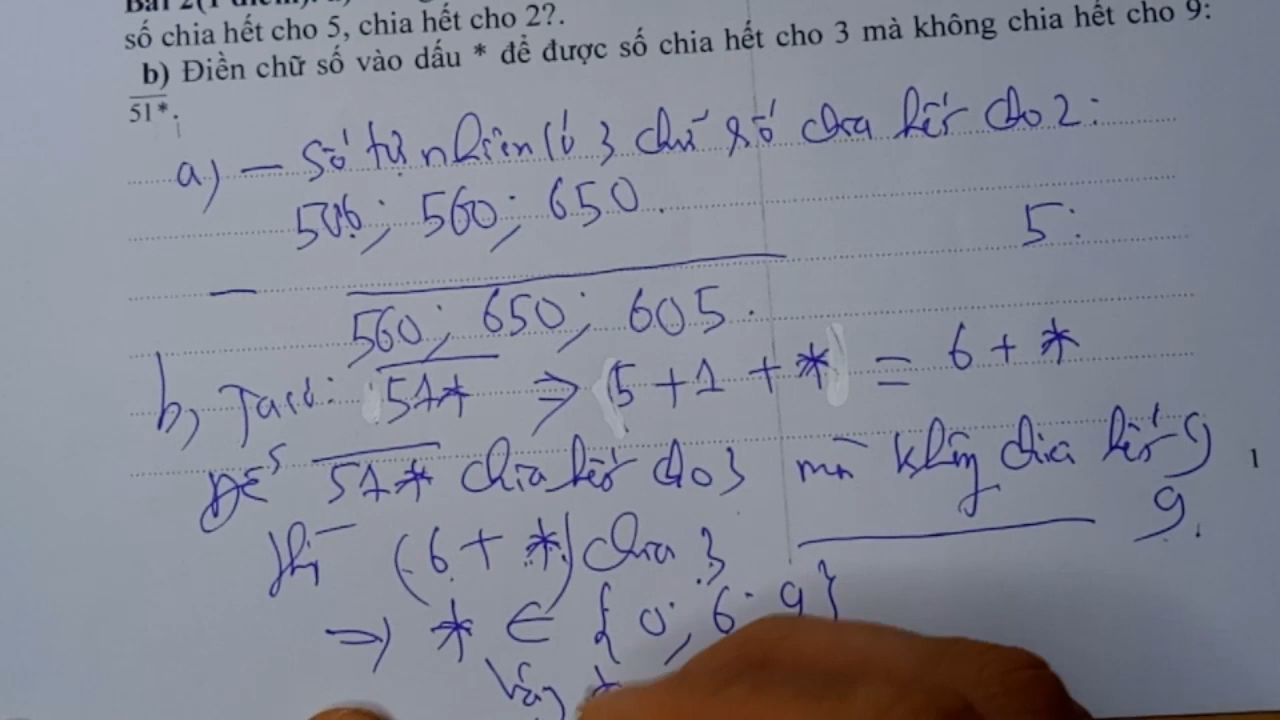 số chia hết cho 5, chia hết cho 2?.
b) Điền chữ số vào dấu * để được số chia hết cho 3 mà không chia hết cho 9:
51*.
a) — Số tự nhiên có 3 chữ số chia hết cho 2:
506; 560; 650.
— 5:
560; 650; 605.
b, Ta có: 51* => (5+1+*) = 6+*
Để 51* chia hết cho 3 mà không chia hết 9
thì (6+*) chia 3 9.
=> * ∈ {0; 6; 9}
Vậy *
1